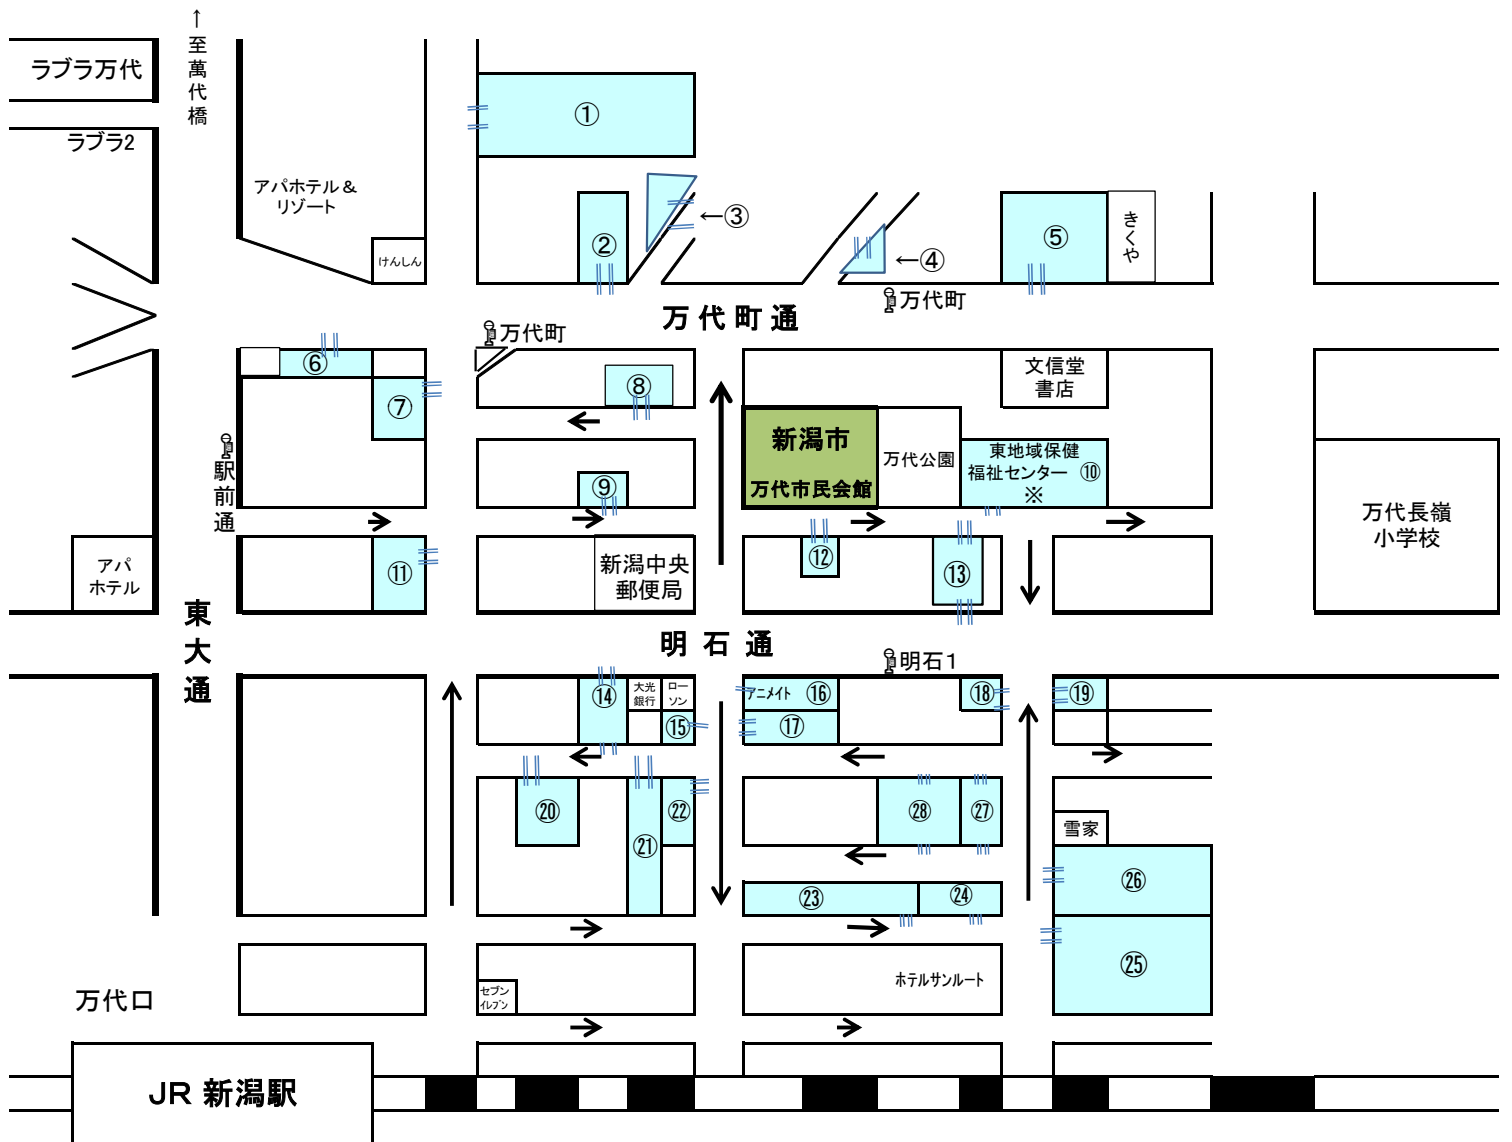 ↑至萬代橋
ラブラ万代
ラブラ2
アパホテル＆
リゾート
けんしん
①
②
←③
←④
⑤
きくや
万代町通
万代町
万代町
⑥
⑦
⑧
⑨
駅前通
新潟市
万代市民会館
万代公園
文信堂
書店
東地域保健
福祉センター ⑩
※
万代長嶺
小学校
アパ
ホテル
⑪
新潟中央
郵便局
⑫
⑬
東大通
明石通
明石１
⑭
大光
銀行
ロー
ソン
⑮
アニメイト ⑯
⑰
⑱
⑲
⑳
㉑
㉒
㉘
㉗
雪家
㉖
㉓
㉔
㉕
ホテルサンルート
セブン
イレブン
万代口
ＪＲ 新潟駅